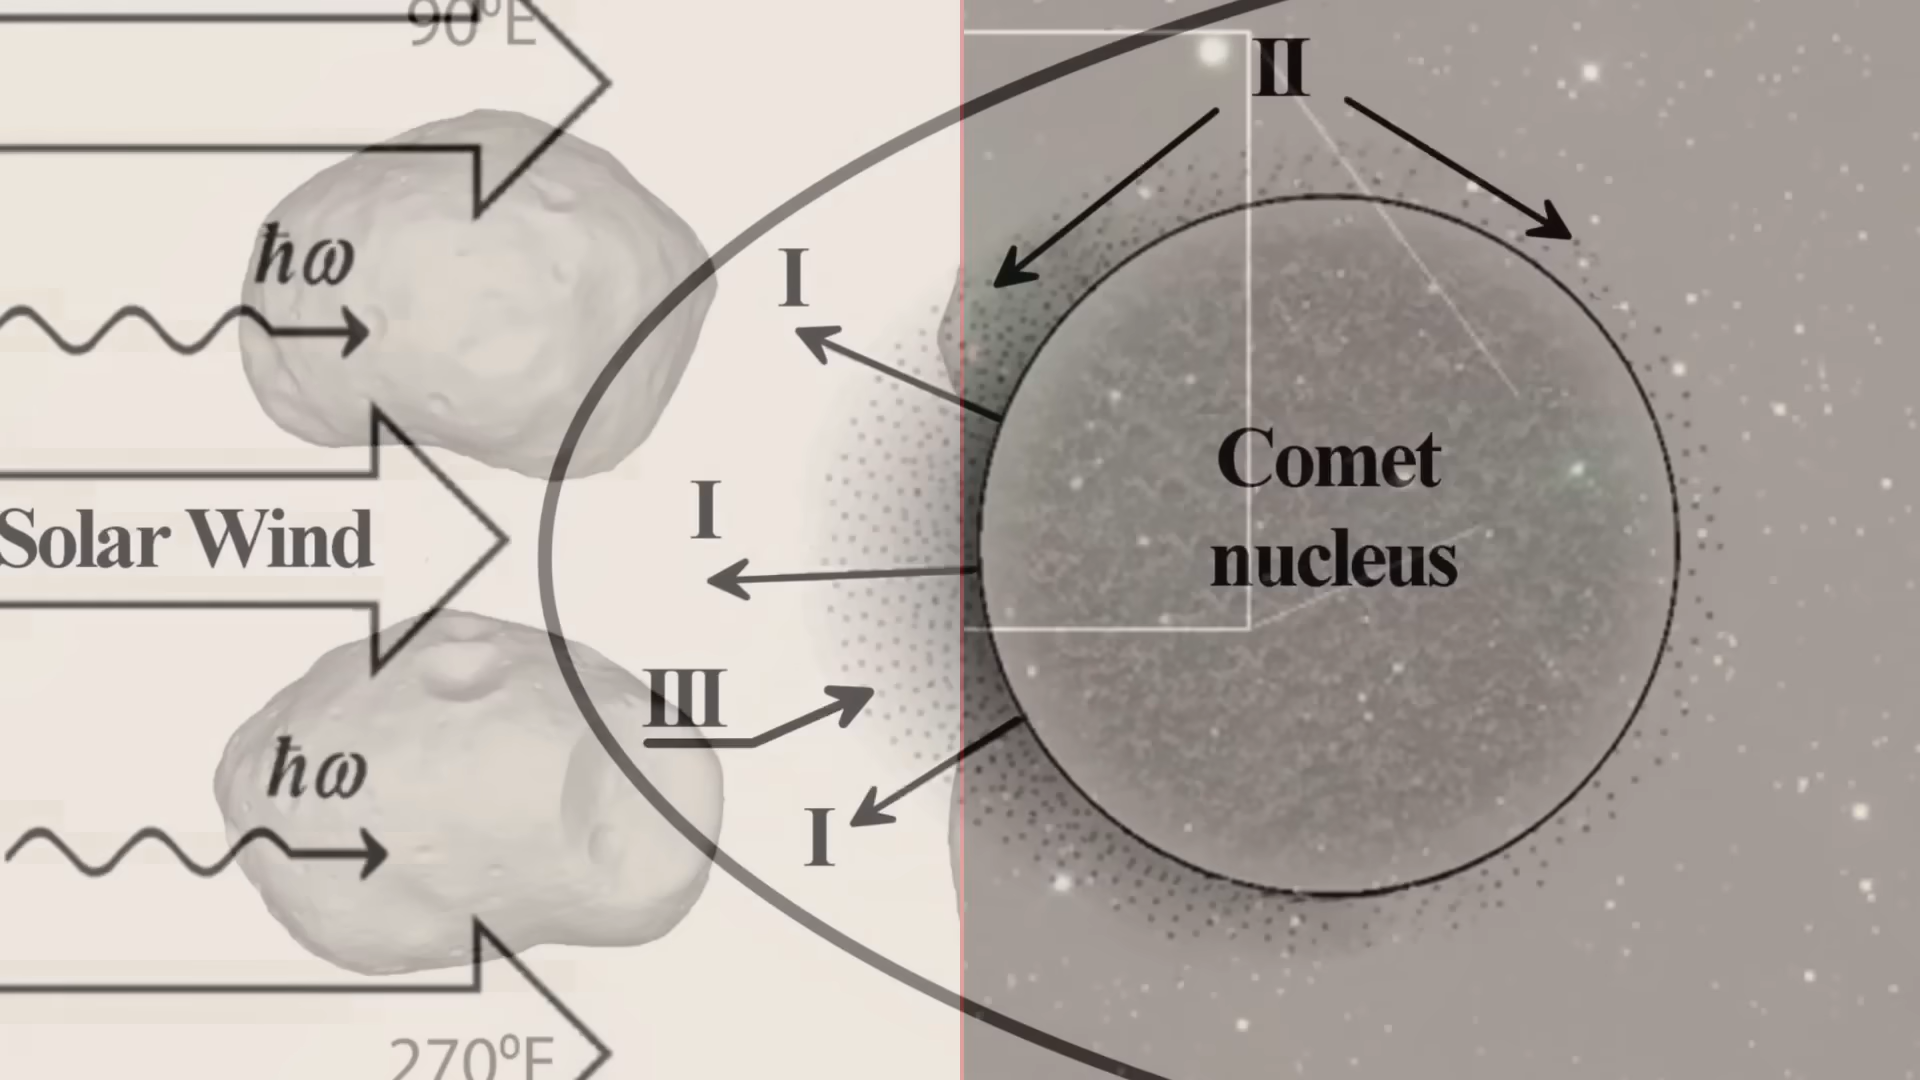 90°E
II
ħω
I
I
Comet
nucleus
Solar Wind
III
ħω
I
270°E